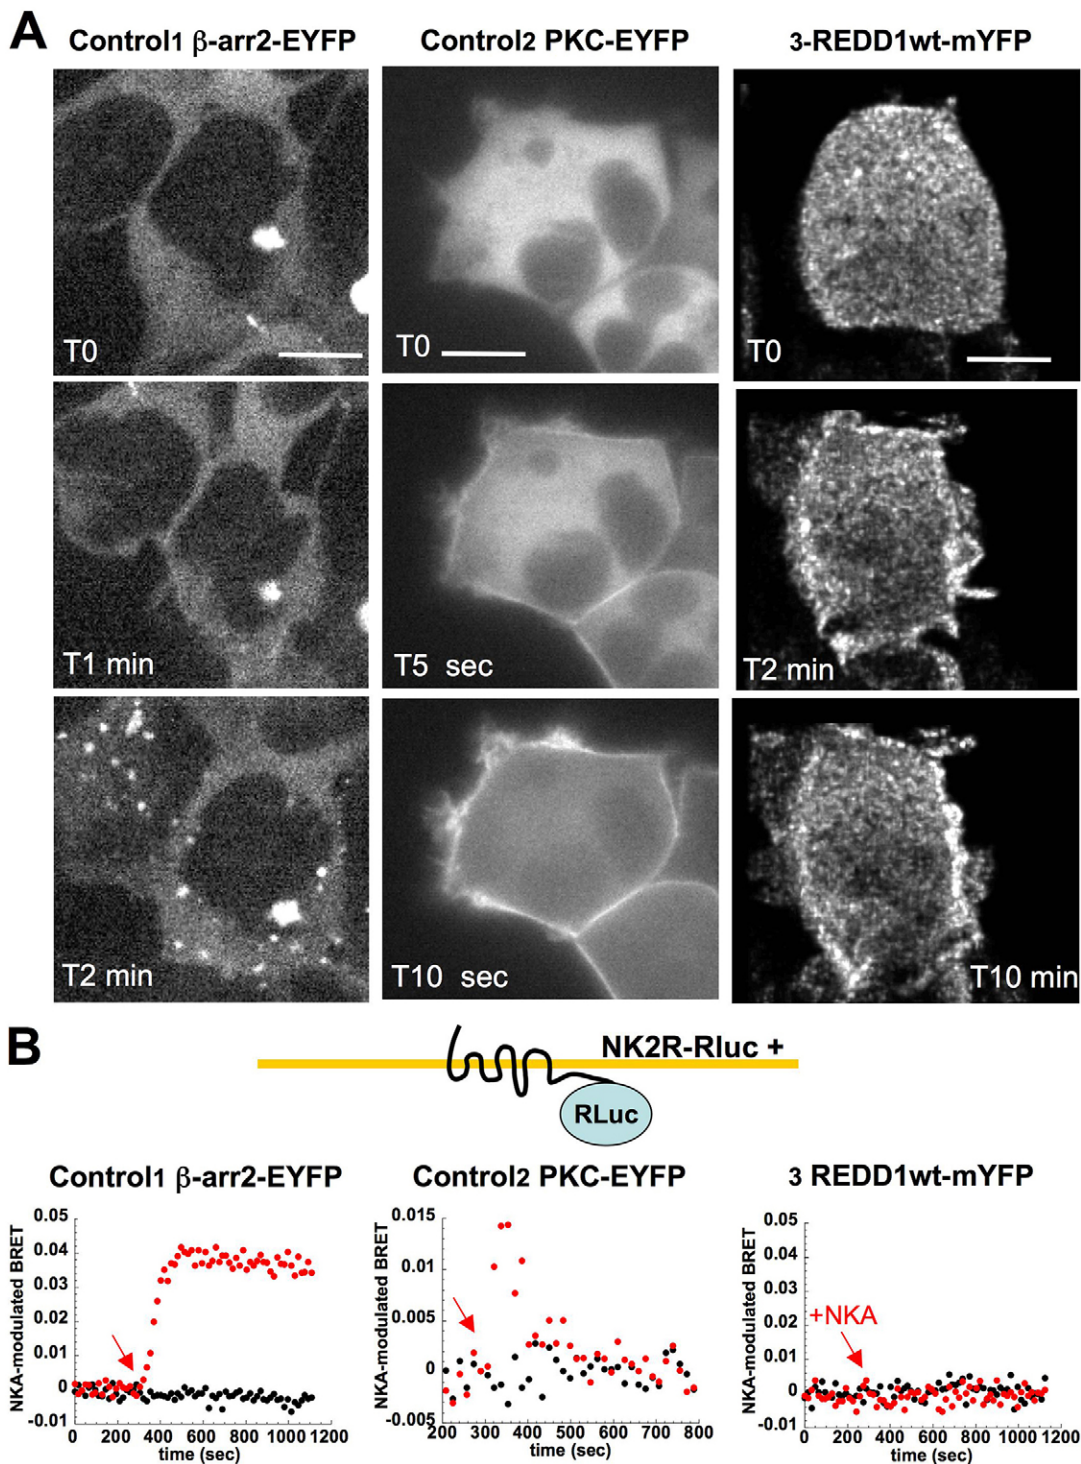 A
Control1 β-arr2-EYFP
Control2 PKC-EYFP
3-REDD1wt-mYFP
T0
T0
T0
T1 min
T5 sec
T2 min
T2 min
T10 sec
T10 min
B
NK2R-Rluc +
RLuc
Control1 β-arr2-EYFP
Control2 PKC-EYFP
3 REDD1wt-mYFP
NKA-modulated BRET
0.05
0.04
0.03
0.02
0.01
0
-0.01
0 200 400 600 800 1000 1200
time (sec)
NKA-modulated BRET
0.015
0.01
0.005
0
-0.005
200 300 400 500 600 700 800
time (sec)
NKA-modulated BRET
0.05
0.04
0.03
0.02
0.01
0
-0.01
+NKA
0 200 400 600 800 1000 1200
time (sec)